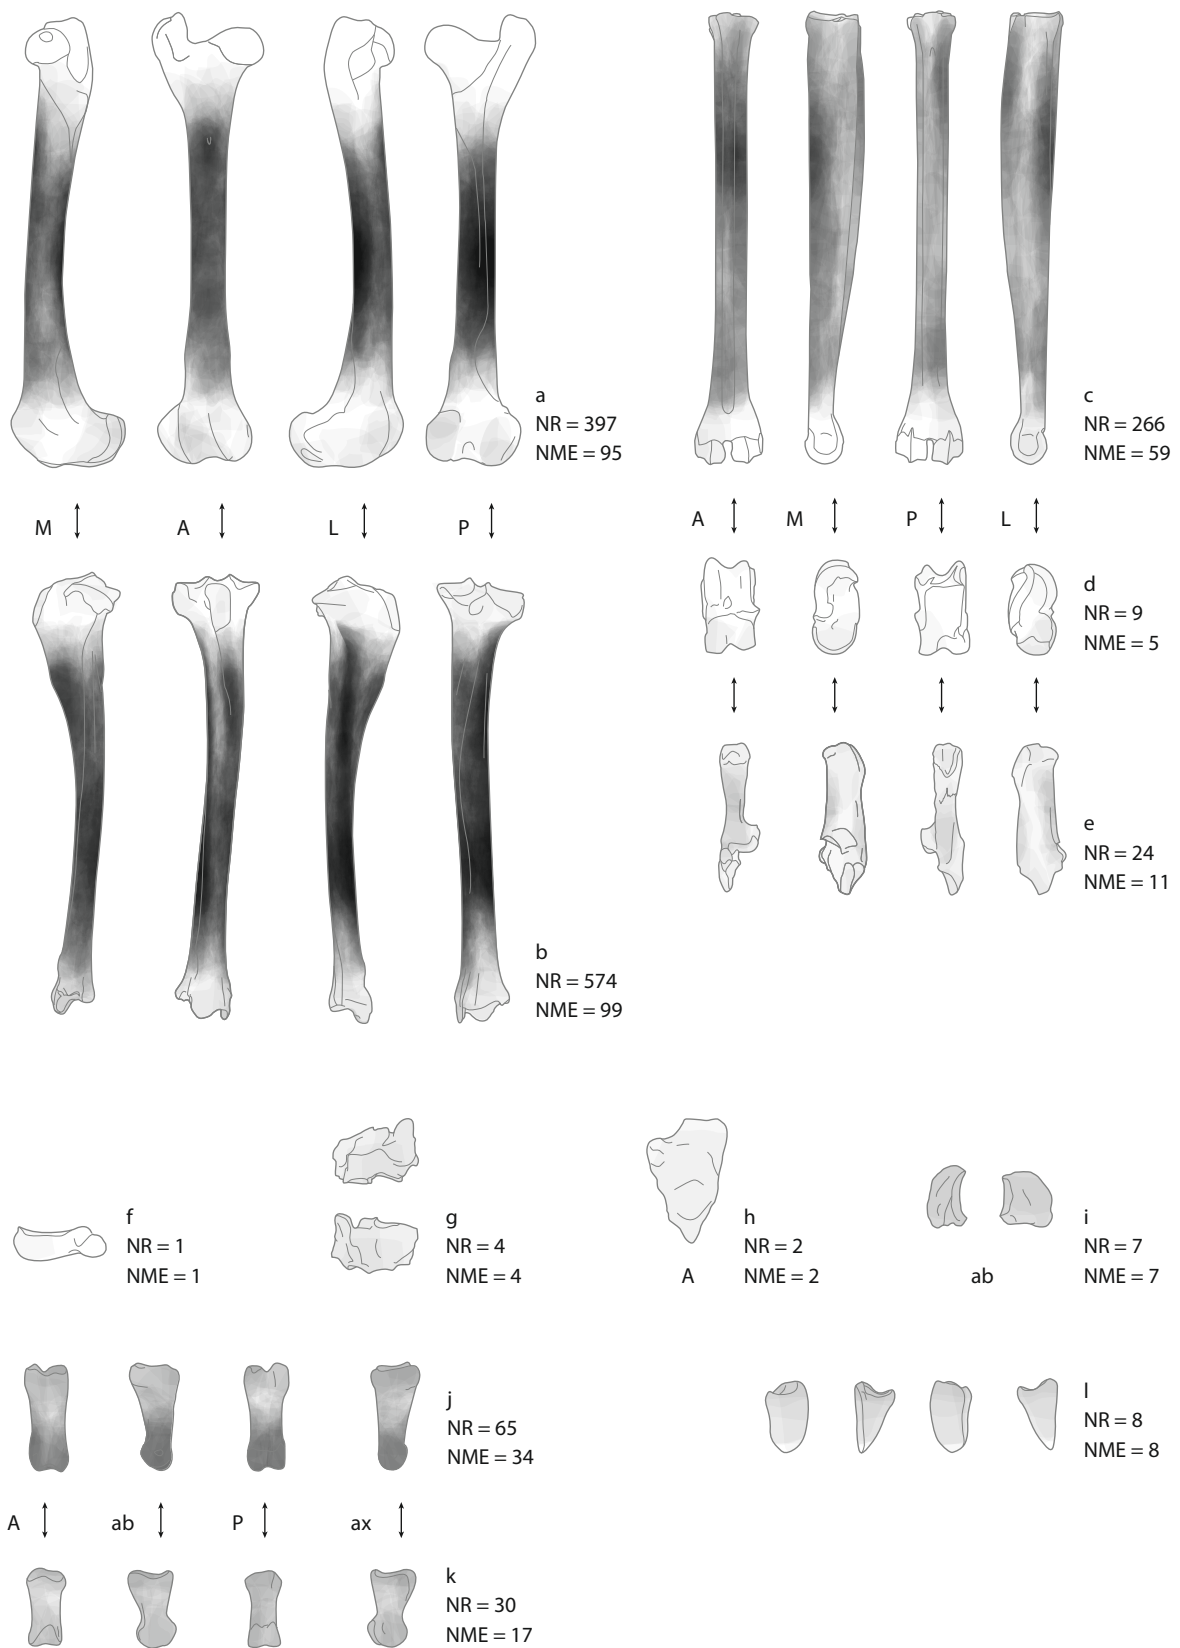 a
NR = 397
NME = 95
c
NR = 266
NME = 59
M
A
L
P
A
M
P
L
d
NR = 9
NME = 5
e
NR = 24
NME = 11
b
NR = 574
NME = 99
f
NR = 1
NME = 1
g
NR = 4
NME = 4
A
h
NR = 2
NME = 2
ab
i
NR = 7
NME = 7
j
NR = 65
NME = 34
l
NR = 8
NME = 8
A
ab
P
ax
k
NR = 30
NME = 17